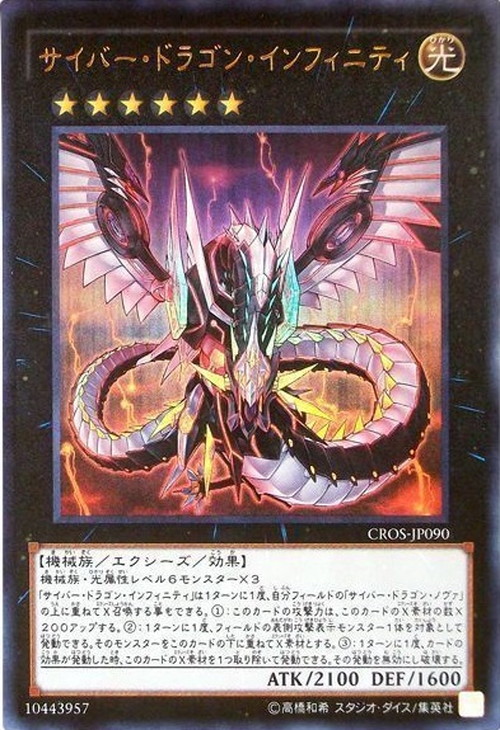 サイバー・ドラゴン・インフィニティ
光
CROS-JP090
【機械族/エクシーズ/効果】
機械族・光属性レベル6モンスター×3
「サイバー・ドラゴン・インフィニティ」は1ターンに1度、自分フィールドの「サイバー・ドラゴン・ノヴァ」
の上に重ねてX召喚する事もできる。①:このカードの攻撃力は、このカードのX素材の数×
200アップする。②:1ターンに1度、フィールドの表側攻撃表示モンスター1体を対象として
発動できる。そのモンスターをこのカードの下に重ねてX素材とする。③:1ターンに1度、カードの
効果が発動した時、このカードのX素材を1つ取り除いて発動できる。その発動を無効にし破壊する。
ATK/2100 DEF/1600
10443957
©高橋和希 スタジオ・ダイス/集英社